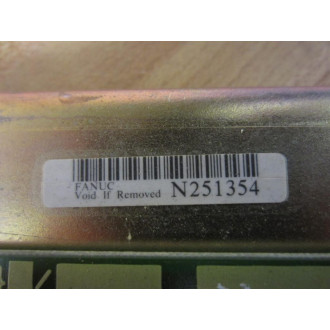 FANUC
Void If Removed N251354